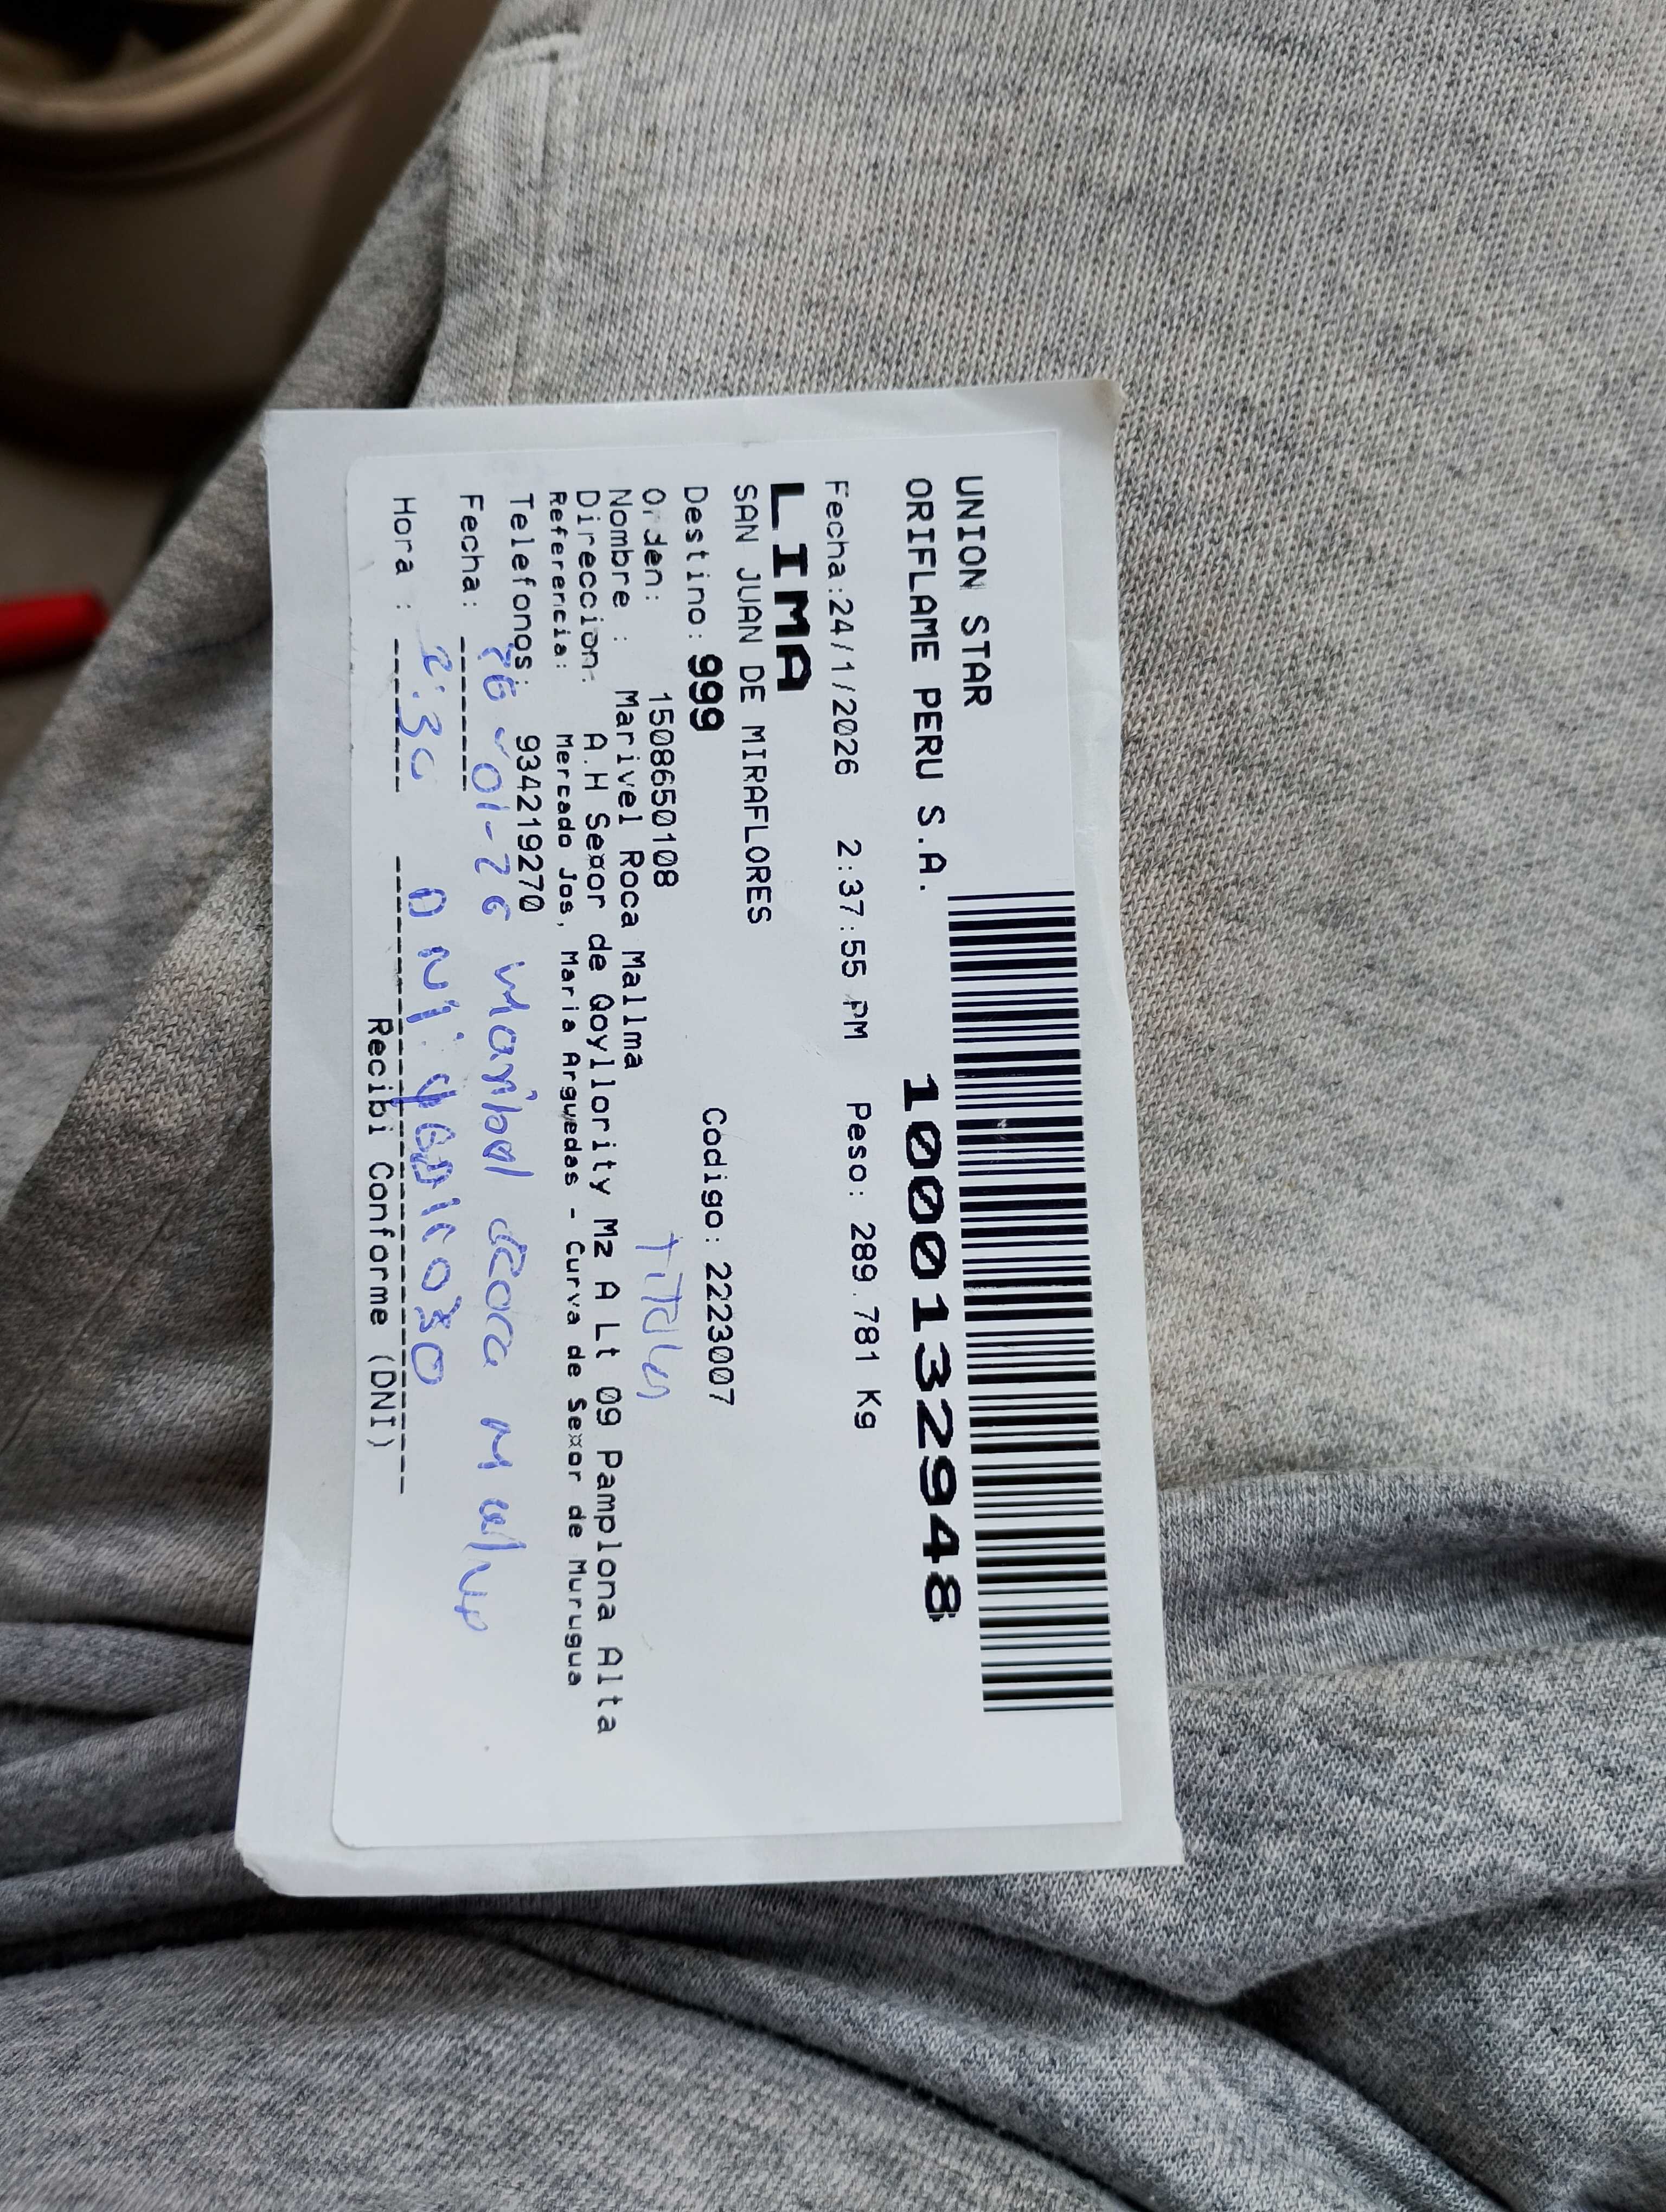 UNION STAR
ORIFLAME PERU S.A.
10001332948
Fecha:24/1/2026 2:37:55 PM Peso: 289.781 Kg
LIMA
SAN JUAN DE MIRAFLORES
Destino: 999 Codigo: 2223007
Orden: 1508650108
Titular
Nombre : Marivel Roca Mallma
Direccion: A.H Se¤or de Qoyllority Mz A Lt 09 Pamplona Alta
Referencia: Mercado Jos, Maria Arguedas - Curva de Se¤or de Murugua
Telefonos: 934219270
Fecha: 26-01-26 Maribel Roca
Hora : 2:30 DNI
Recibi Conforme (DNI)